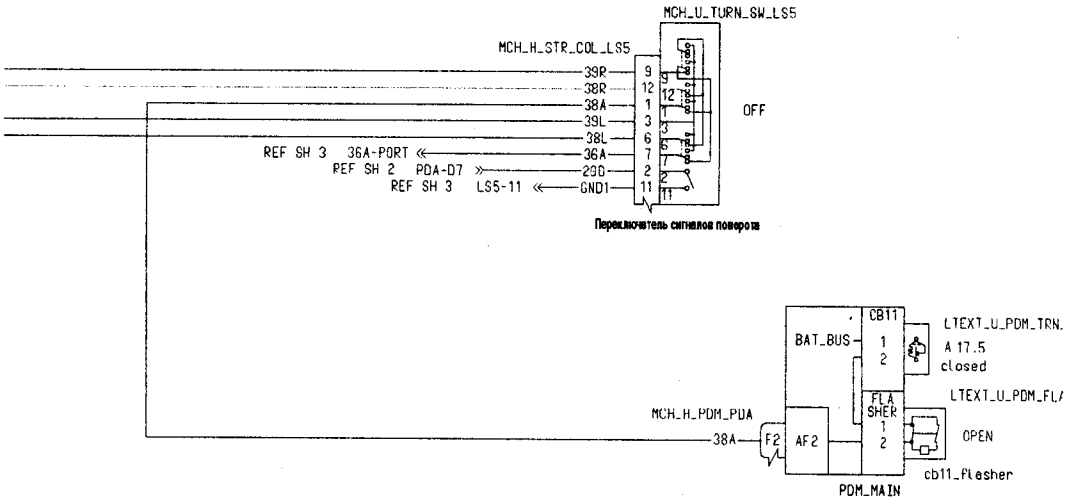 MCH_U_TURN_SW_LS5
MCH_H_STR_COL_LS5
39R 9 9
38R 12 12
38A 1 1
39L 3 3
38L 6 6
REF SH 3 36A-PORT 36A 7 7
REF SH 2 PDA-D7 2 2
REF SH 3 LS5-11 GND1 11 11
OFF
Переключатель сигналов поворота
CB11
BAT_BUS 1
2
LTEXT_U_PDM_TRN.
A 17.5
closed
LTEXT_U_PDM_FL
FLA
SHER
1
2
OPEN
MCH_H_PDM_PDA
38A F2 AF2
cb11_flasher
PDM_MAIN